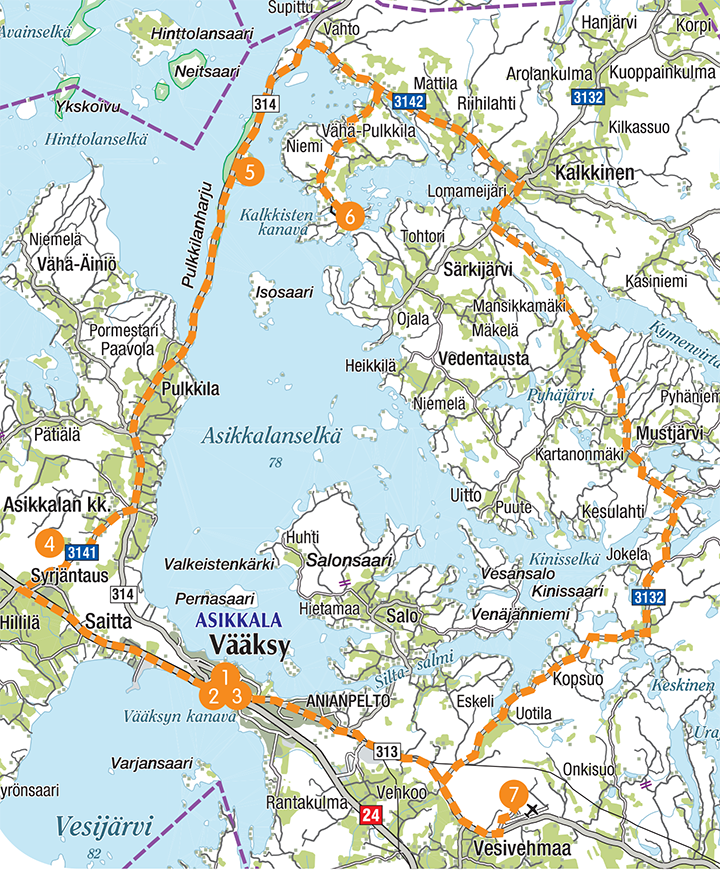 Supittu
Vahto
Avainselkä
Hinttolansaari
Neitsaari
Ykskoivu
Hinttolanselkä
Hanjärvi
Korpi
Arolankulma
Kuoppainkulma
Mattila
3142
Riihilahti
3132
Kilkassuo
314
Vähä-Pulkkila
Niemi
5
Kalkkinen
Lomameijäri
Pulkkilanharju
Kalkkisten
kanava
6
Niemelä
Vähä-Äiniö
Tohtori
Särkijärvi
Kasiniemi
Isosaari
Mansikkamäki
Pormestari
Paavola
Ojala
Mäkelä
Kymenvirta
Heikkilä
Vedentausta
Pulkkila
Niemelä
Pyhäjärvi
Pyhäniem
Pätiälä
Asikkalanselkä
78
Mustjärvi
Kartanonmäki
Asikkalan kk.
Uitto
Puute
Kesulahti
4
3141
Huhti
Valkeistenkärki
Salonsaari
Kinisselkä
Jokela
Syrjäntaus
Vesansalo
Kinissaari
314
Pernasaari
Hietamaa
Salo
Venäjänniemi
3132
Hillilä
Saitta
ASIKKALA
Vääksy
Silta-salmi
1
2
3
Kopsuo
Keskinen
ANIANPELTO
Eskeli
Vääksyn kanava
Uotila
313
Uraj
Varjansaari
Onkisuo
yrönsaari
Rantakulma
Vehkoo
7
24
Vesijärvi
82
Vesivehmaa